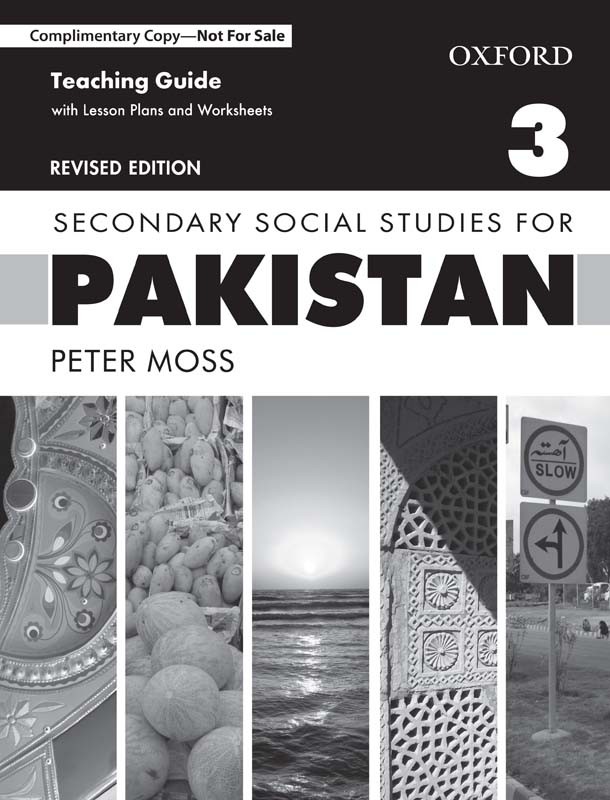 Complimentary Copy—Not For Sale
OXFORD
Teaching Guide
with Lesson Plans and Worksheets
3
REVISED EDITION
SECONDARY SOCIAL STUDIES FOR
PAKISTAN
PETER MOSS
آہستہ
SLOW